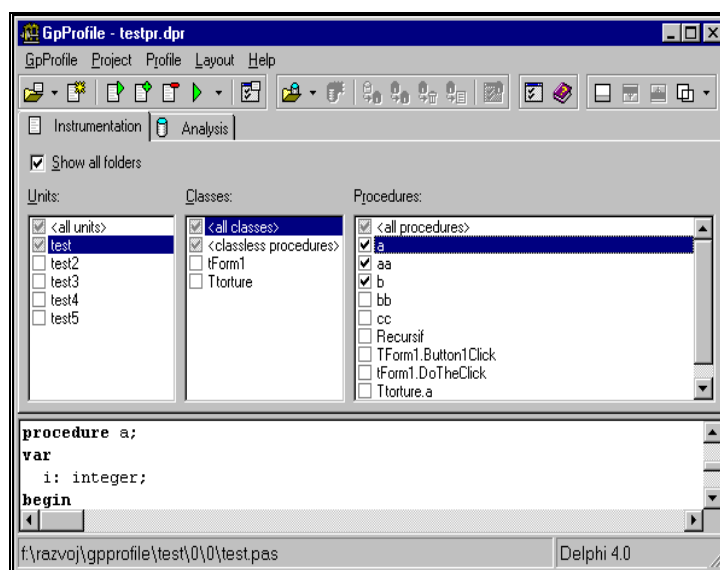 GpProfile - testpr.dpr
GpProfile Project Profile Layout Help
Instrumentation Analysis
Show all folders
Units:
<all units>
test
test2
test3
test4
test5
Classes:
<all classes>
<classless procedures>
tForm1
Ttorture
Procedures:
<all procedures>
a
aa
b
bb
cc
Recursif
TForm1.Button1Click
tForm1.DoTheClick
Ttorture.a
procedure a;
var
i: integer;
begin
f:\razvoj\gpprofile\test\0\0\test.pas
Delphi 4.0